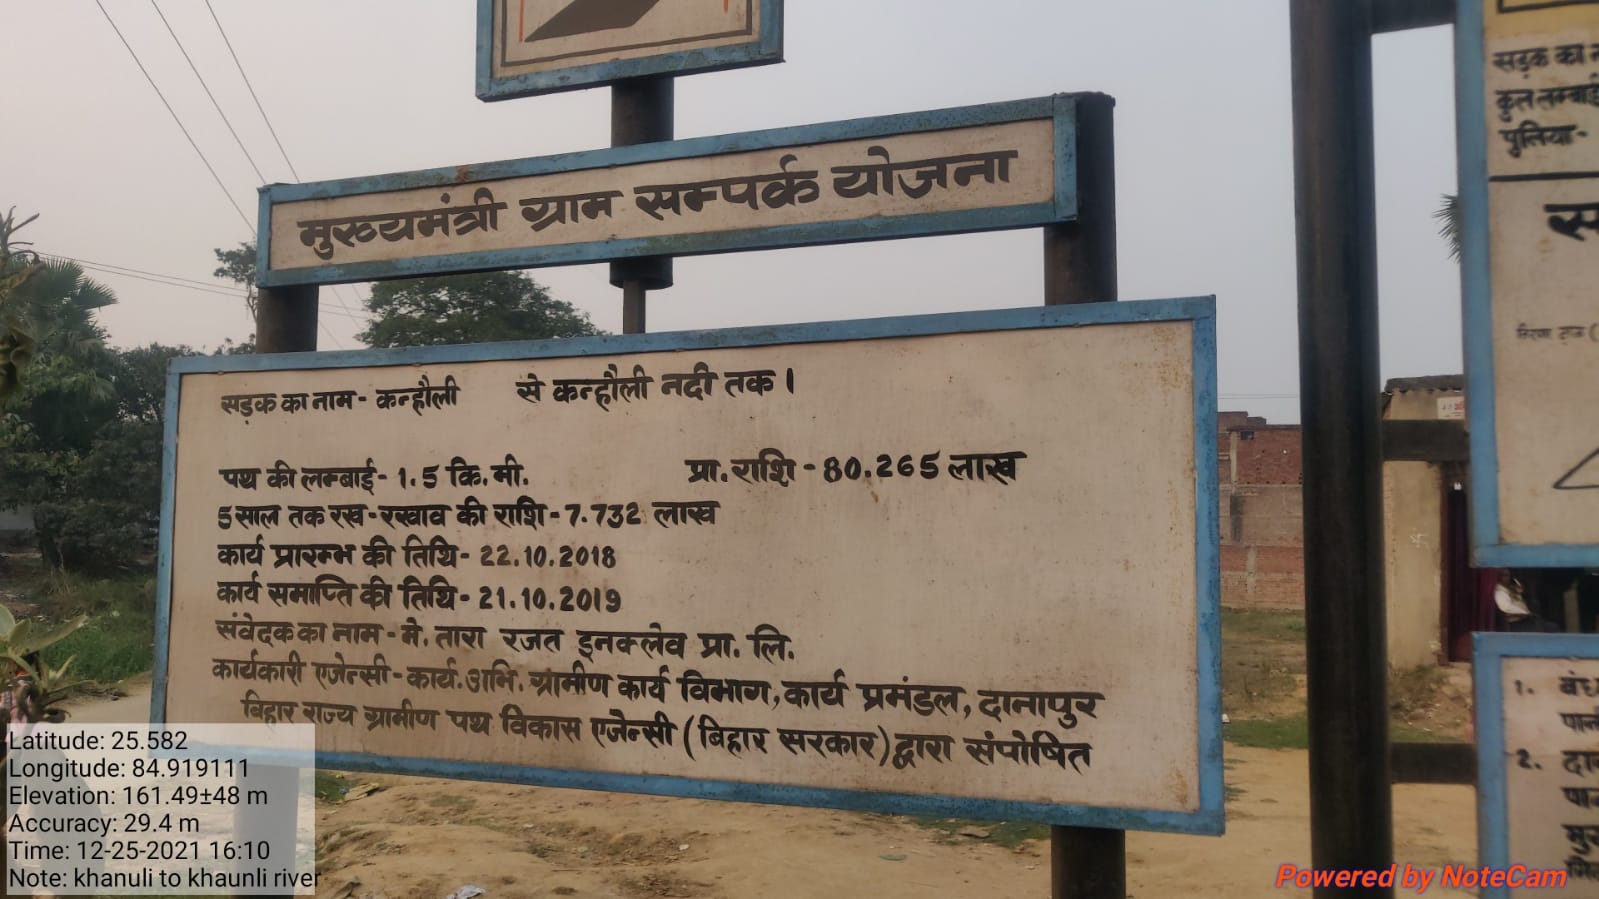 मुख्यमंत्री ग्राम सम्पर्क योजना
सड़क का नाम- कन्हौली से कन्हौली नदी तक।
पथ की लम्बाई- 1.5 कि.मी. प्रा. राशि - 80.265 लाख
5 साल तक रख-रखाव की राशि - 7.732 लाख
कार्य प्रारम्भ की तिथि- 22.10.2018
कार्य समाप्ति की तिथि- 21.10.2019
संवेदक का नाम - मे. तारा रजत इनक्लेव प्रा. लि.
कार्यकारी एजेन्सी - कार्य. अभि. ग्रामीण कार्य विभाग, कार्य प्रमंडल, दानापुर
बिहार राज्य ग्रामीण पथ विकास एजेन्सी (बिहार सरकार) द्वारा संपोषित
सड़क का
पुलिया-
1.
2.
Latitude: 25.582
Longitude: 84.919111
Elevation: 161.49±48 m
Accuracy: 29.4 m
Time: 12-25-2021 16:10
Note: khanuli to khaunli river
Powered by NoteCam